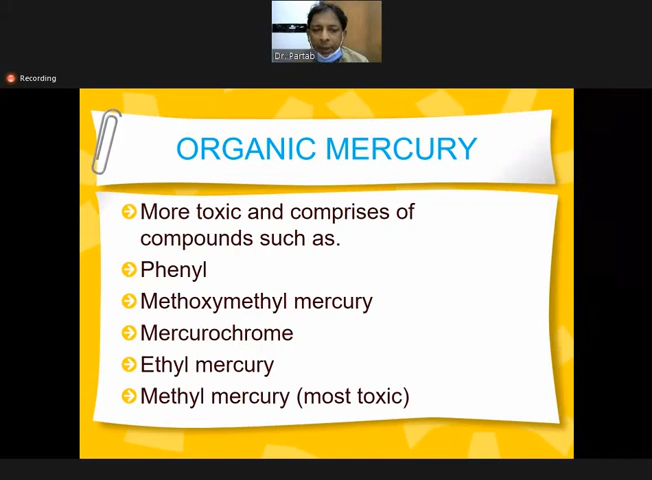 Dr. Partab
Recording
ORGANIC MERCURY
More toxic and comprises of
compounds such as.
Phenyl
Methoxymethyl mercury
Mercurochrome
Ethyl mercury
Methyl mercury (most toxic)